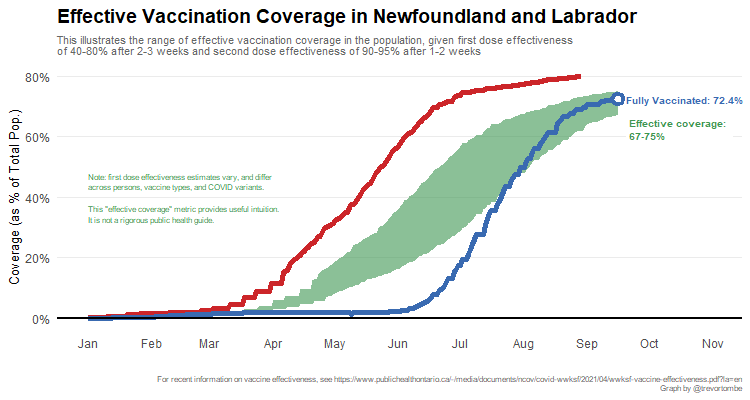 Effective Vaccination Coverage in Newfoundland and Labrador
This illustrates the range of effective vaccination coverage in the population, given first dose effectiveness
of 40-80% after 2-3 weeks and second dose effectiveness of 90-95% after 1-2 weeks
80%
60%
40%
20%
0%
Coverage (as % of Total Pop.)
Fully Vaccinated: 72.4%
Effective coverage:
67-75%
Note: first dose effectiveness estimates vary, and differ
across persons, vaccine types, and COVID variants.
This "effective coverage" metric provides useful intuition.
It is not a rigorous public health guide.
Jan Feb Mar Apr May Jun Jul Aug Sep Oct Nov
For recent information on vaccine effectiveness, see https://www.publichealthontario.ca/-/media/documents/ncov/covid-wwksf/2021/04/wwksf-vaccine-effectiveness.pdf?la=en
Graph by @trevortombe